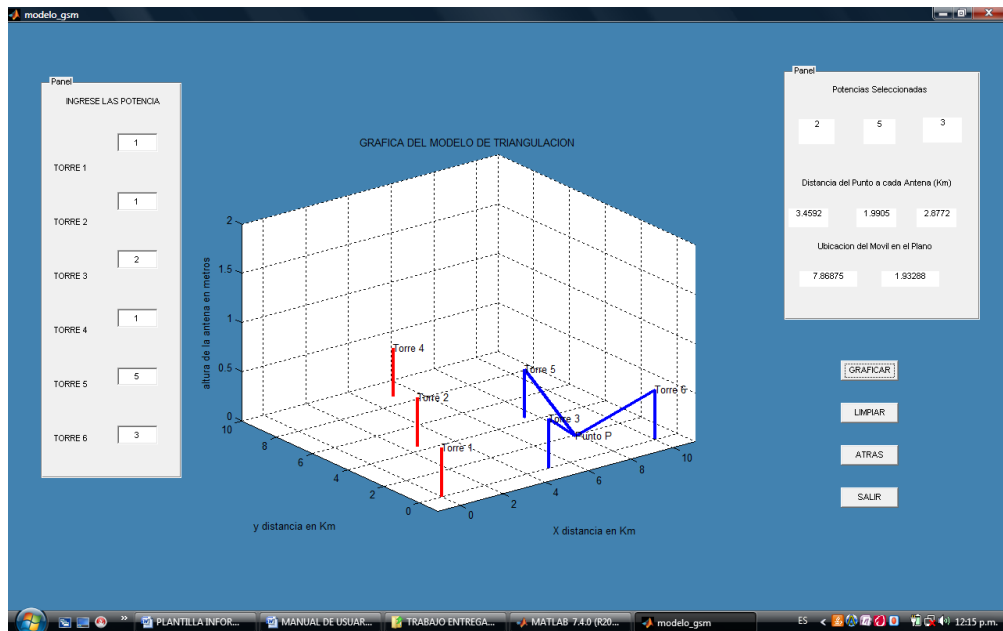 modelo_gsm
Panel
INGRESE LAS POTENCIA
1
TORRE 1
1
TORRE 2
2
TORRE 3
1
TORRE 4
5
TORRE 5
3
TORRE 6
GRAFICA DEL MODELO DE TRIANGULACION
altura de la antena en metros
2
1.5
1
0.5
0
10
8
6
4
2
0
y distancia en Km
0
2
4
6
8
10
X distancia en Km
Torre 4
Torre 2
Torre 1
Torre 5
Torre 3
Punto P
Torre 6
Panel
Potencias Seleccionadas
2 5 3
Distancia del Punto a cada Antena (Km)
3.4592 1.9905 2.8772
Ubicacion del Movil en el Plano
7.86875 1.93288
GRAFICAR
LIMPIAR
ATRAS
SALIR
» PLANTILLA INFOR... MANUAL DE USUAR... TRABAJO ENTREGA... MATLAB 7.4.0 (R20... modelo_gsm ES < 12:15 p.m.